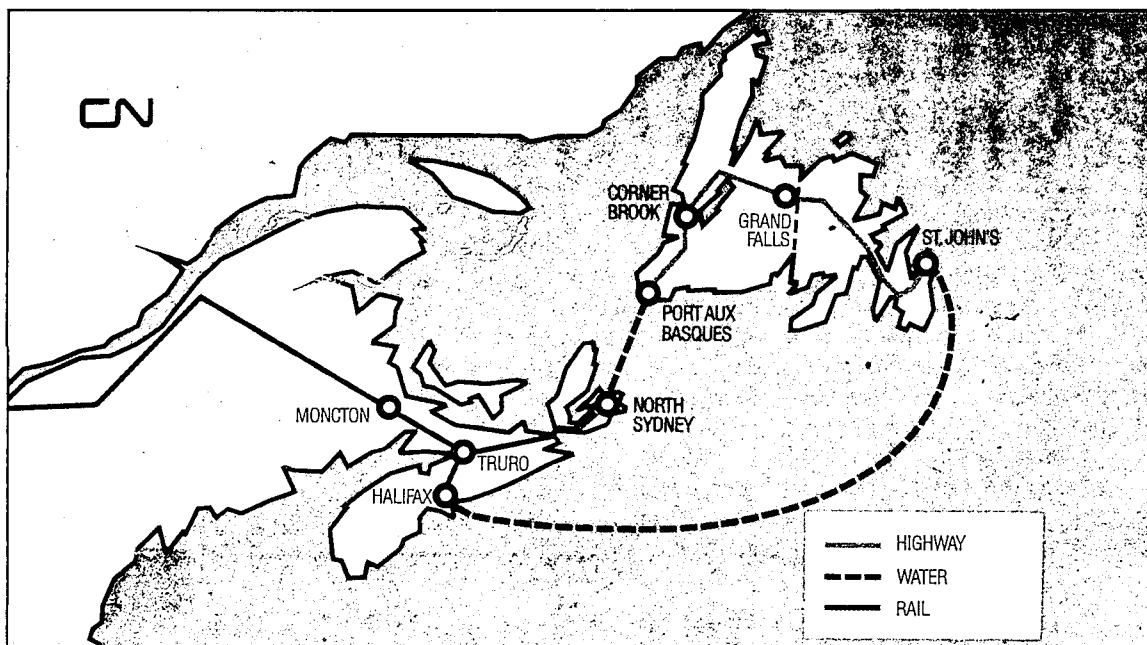 CN
CORNER
BROOK
GRAND
FALLS
ST. JOHN'S
PORT AUX
BASQUES
NORTH
SYDNEY
MONCTON
TRURO
HALIFAX
HIGHWAY
WATER
RAIL